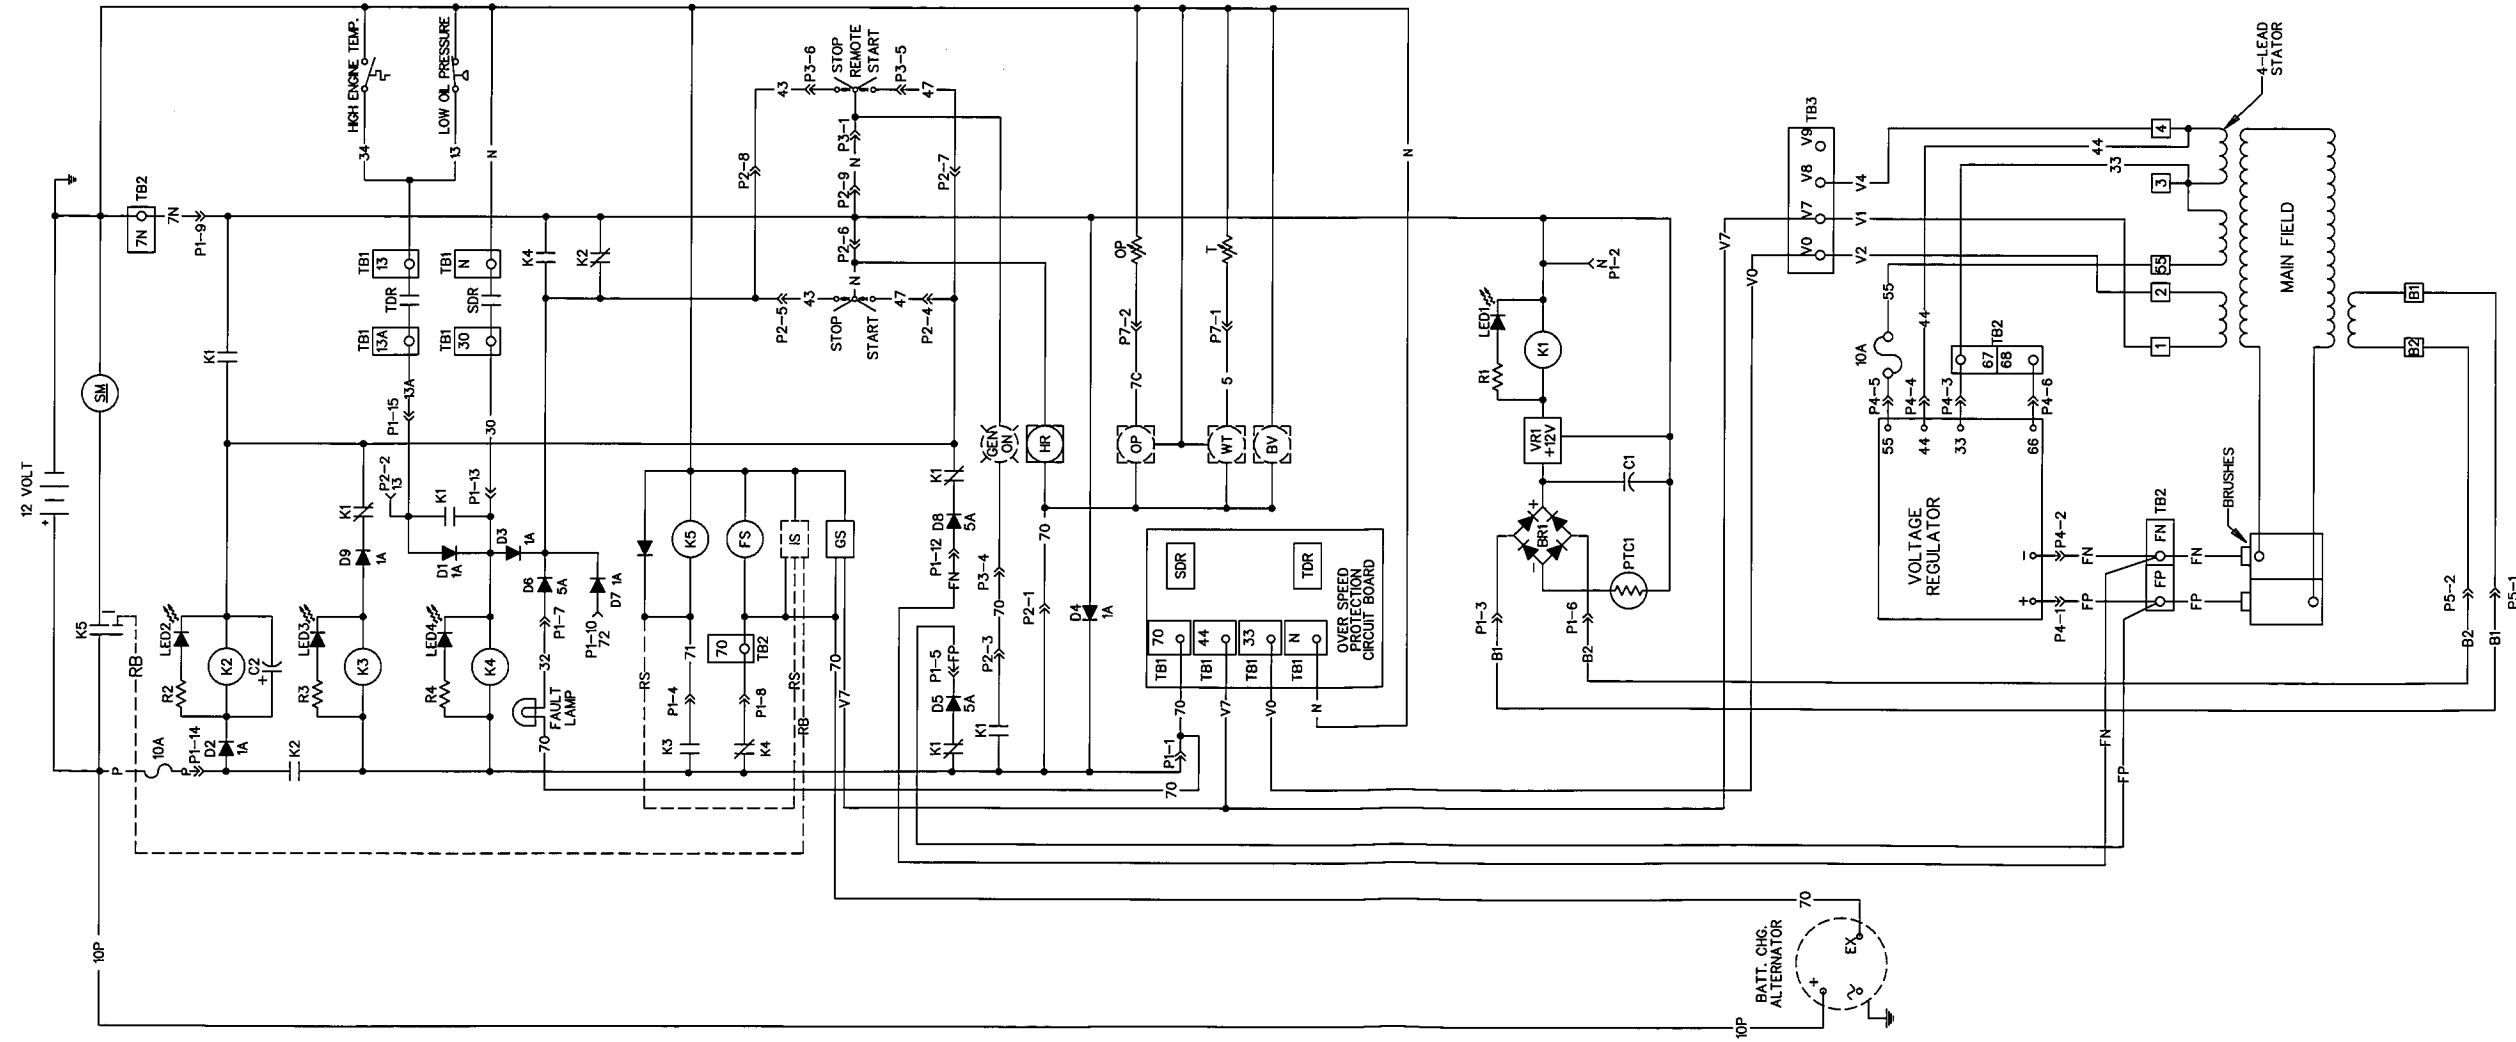 12 VOLT
+
SM
K5
RB
10P
P
10A
P
P1-14
7N
TB2
7N
P1-9
K1
LED2
R2
K2
C2
+
D2
1A
K2
HIGH ENGINE TEMP.
34
LOW OIL PRESSURE
13
N
TB1
13
TDR
TB1
13A
13A
P1-15
TB1
N
SDR
TB1
30
30
P1-13
P2-2
13
K1
D9
1A
LED3
R3
K3
K1
D1
1A
D3
1A
LED4
R4
K4
K4
K2
D6
5A
P1-7
32
FAULT
LAMP
70
D7 1A
P1-10
72
RS
K5
71
P1-4
K3
FS
70
TB2
P1-8
K4
IS
RS
RB
GS
70
V7
43
P3-6
STOP
REMOTE
START
P3-5
47
P2-8
P3-1
N
P2-9
P2-7
P2-6
N
P2-5
43
STOP
START
47
P2-4
K1
D8
5A
P1-12
FN
P1-5
FP
D5
5A
K1
GEN
ON
P3-4
70
P2-3
K1
HR
70
P2-1
D4
1A
OP
P7-2
7C
OP
T
P7-1
5
WT
BV
N
SDR
TDR
OVER SPEED
PROTECTION
CIRCUIT BOARD
70
44
33
N
TB1
TB1
TB1
TB1
70
V7
V0
N
P1-1
70
LED1
R1
K1
N
P1-2
VR1
+12V
C1
BR1
+
-
PTC1
P1-3
P1-6
B1
B2
V7
V0
V0
V7
V8
V9
TB3
V2
V1
V4
4-LEAD
STATOR
4
44
33
3
55
2
1
MAIN FIELD
B1
B2
55
10A
44
67
68
TB2
P4-5
P4-4
P4-3
P4-6
55
44
33
66
VOLTAGE
REGULATOR
-
+
P4-2
FN
P4-1
FP
FN
FP
TB2
FN
FP
BRUSHES
FN
FP
P5-2
B2
P5-1
B1
70
BATT. CHG.
ALTERNATOR
EX
+
10P